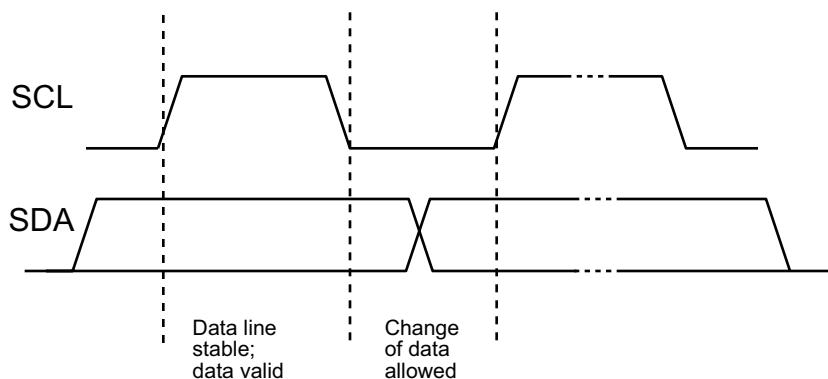 SCL
SDA
Data line
stable;
data valid
Change
of data
allowed